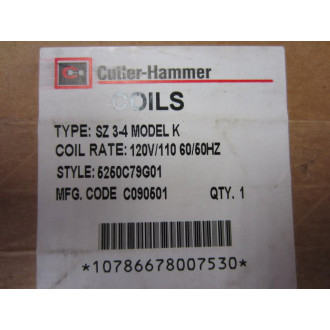 Cutler-Hammer
COILS
TYPE: SZ 3-4 MODEL K
COIL RATE: 120V/110 60/50HZ
STYLE: 5250C79G01
MFG. CODE C090501 QTY. 1
*10786678007530*